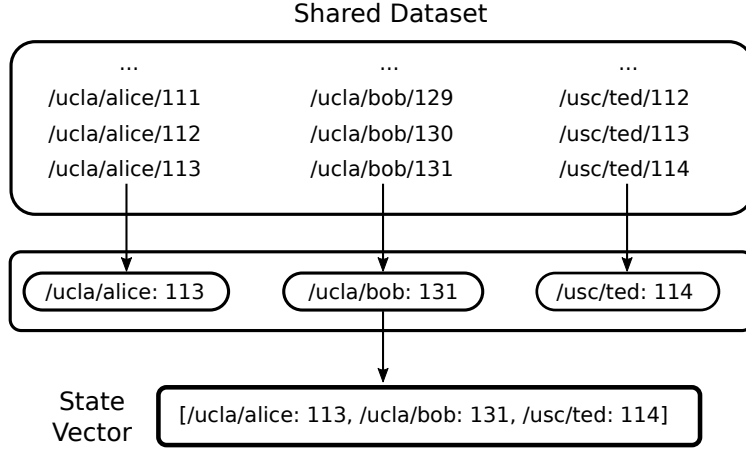 Shared Dataset
... ... ...
/ucla/alice/111 /ucla/bob/129 /usc/ted/112
/ucla/alice/112 /ucla/bob/130 /usc/ted/113
/ucla/alice/113 /ucla/bob/131 /usc/ted/114
/ucla/alice: 113 /ucla/bob: 131 /usc/ted: 114
State
Vector
[/ucla/alice: 113, /ucla/bob: 131, /usc/ted: 114]